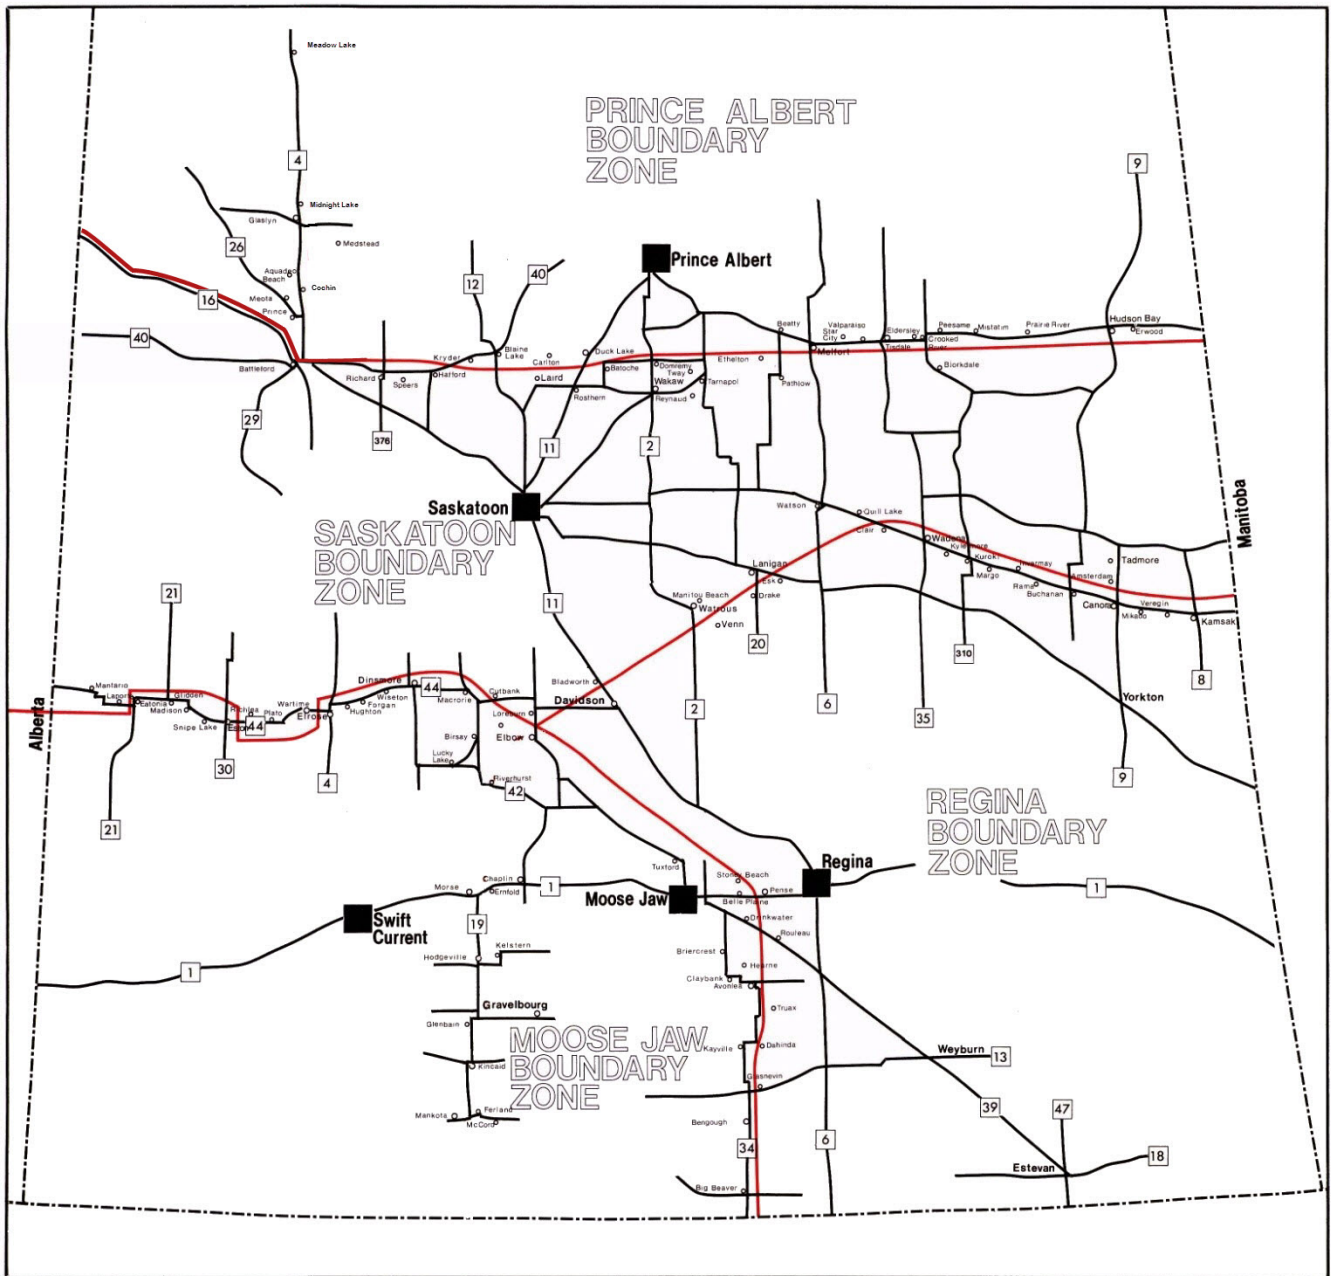 Meadow Lake
PRINCE ALBERT
BOUNDARY
ZONE
4
9
Midnight Lake
Glaslyn
26
Medstead
Prince Albert
Aquadeo
Beach
12
40
Cochin
16
Meota
Prince
40
Beatty
Star
City
Valparaiso
Eldersley
Peesane
Mistatim
Prairie River
Hudson Bay
Erwood
Melfort
Tisdale
Crooked
River
Blaine
Lake
Duck Lake
Kryder
Carlton
Ethelton
Battleford
Richard
Speers
Hafford
Laird
Batoche
Domremy
Tway
Wakaw
Tarnapol
Pathlow
Bjorkdale
Rosthern
Reynaud
29
376
11
2
Saskatoon
SASKATOON
BOUNDARY
ZONE
Watson
Quill Lake
Clair
Wadena
Kylemore
Kuroki
Margo
Invermay
Rama
Buchanan
Amsterdam
Tadmore
Canora
Mikado
Veregin
Kamsak
Manitoba
Lanigan
Esk
Drake
Manitou Beach
Watrous
Venn
21
11
20
310
8
Yorkton
6
35
2
9
Alberta
Mantario
Laporte
Eatonia
Glidden
Madison
Snipe Lake
Richlea
Eston
44
Plato
Wartime
Elrose
Hughton
Forgan
Wiseton
Dinsmore
44
Macrorie
Cutbank
Bladworth
Davidson
Loreburn
Elbow
Birsay
Lucky
Lake
Riverhurst
42
30
4
21
REGINA
BOUNDARY
ZONE
Tuxford
Regina
Moose Jaw
Stoney Beach
Belle Plaine
Pense
1
Chaplin
Ernfold
Morse
1
Swift
Current
19
Drinkwater
Rouleau
Briercrest
Hearne
Claybank
Avonlea
Truax
Kelstern
Hodgeville
1
Gravelbourg
Glenbain
MOOSE JAW
BOUNDARY
ZONE
Kayville
Dahinda
Weyburn
13
Kincaid
Glasnevin
39
47
Mankota
Ferland
McCord
Bengough
34
6
18
Estevan
Big Beaver